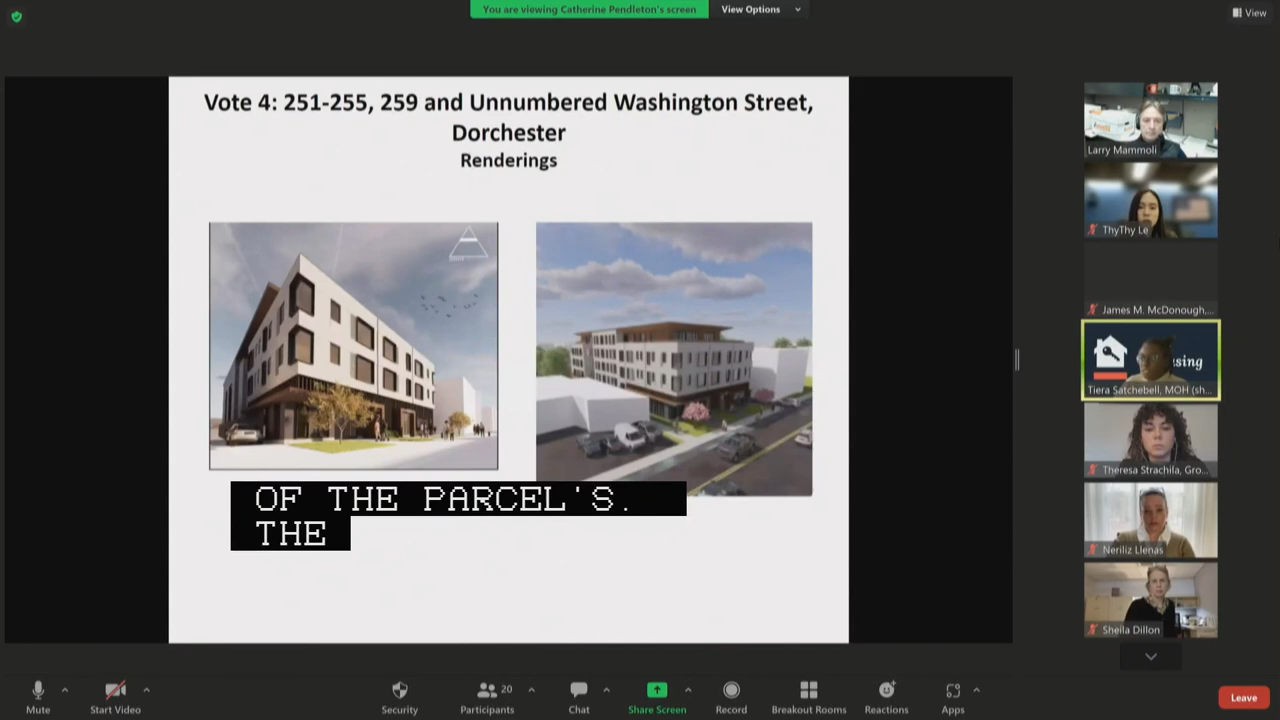 You are viewing Catherine Pendleton's screen
View Options
View
Vote 4: 251-255, 259 and Unnumbered Washington Street,
Dorchester
Renderings
OF THE PARCEL'S.
THE
Larry Mammoli
ThyThy Le
James M. McDonough,...
using
Tiera Satchebell, MOH (sh...
Theresa Strachila, Gro...
Neriliz Llenas
Sheila Dillon
Mute
Start Video
Security
Participants
20
Chat
Share Screen
Record
Breakout Rooms
Reactions
Apps
Leave